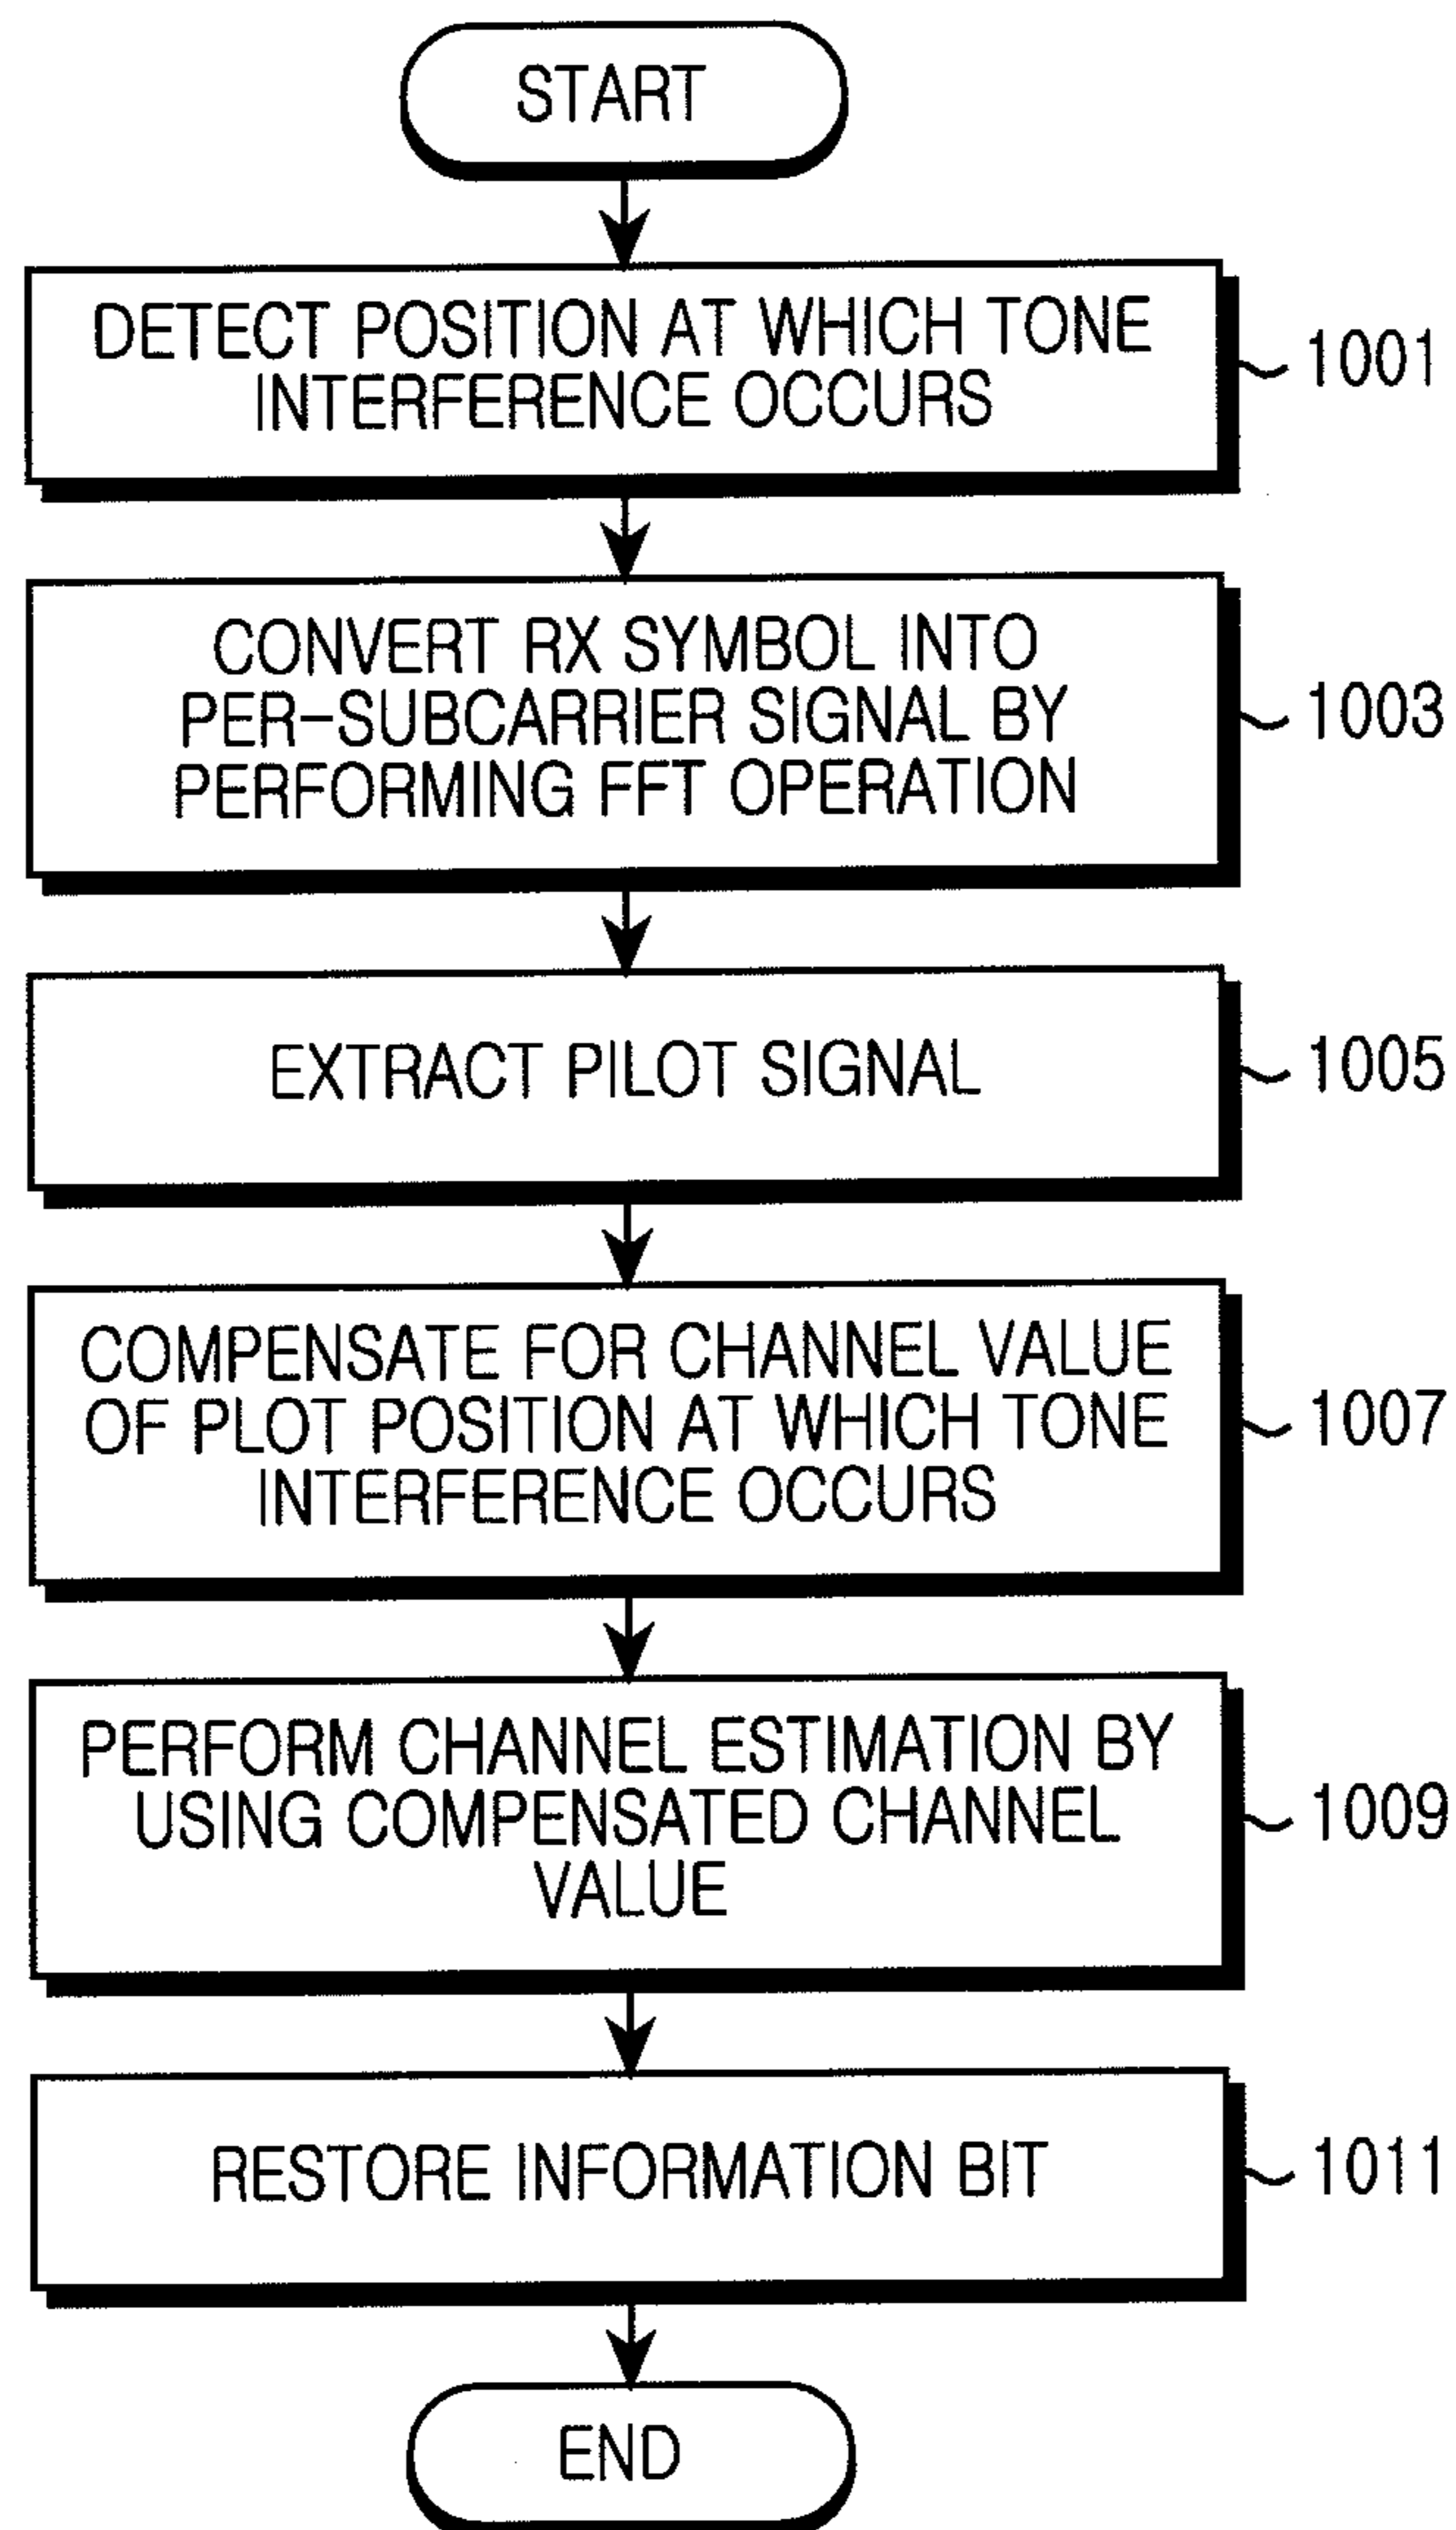 START
DETECT POSITION AT WHICH TONE
INTERFERENCE OCCURS
1001
CONVERT RX SYMBOL INTO
PER-SUBCARRIER SIGNAL BY
PERFORMING FFT OPERATION
1003
EXTRACT PILOT SIGNAL
1005
COMPENSATE FOR CHANNEL VALUE
OF PLOT POSITION AT WHICH TONE
INTERFERENCE OCCURS
1007
PERFORM CHANNEL ESTIMATION BY
USING COMPENSATED CHANNEL
VALUE
1009
RESTORE INFORMATION BIT
1011
END